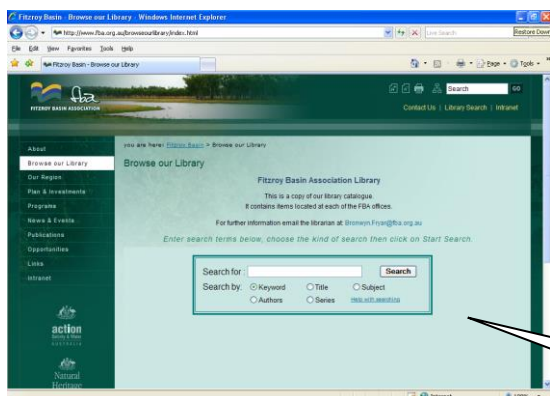 Fitzroy Basin - Browse our Library - Windows Internet Explorer
http://www.fba.org.au/browseourlibrary/index.html
Live Search
Restore Down
File Edit View Favorites Tools Help
Fitzroy Basin - Browse our Library
Page Tools
fba
FITZROY BASIN ASSOCIATION
Search
GO
Contact Us | Library Search | Intranet
you are here: Fitzroy Basin > Browse our Library
About
Browse our Library
Our Region
Plan & Investments
Programs
News & Events
Publications
Opportunities
Links
Intranet
action
Salinity & Water
AUSTRALIA
Natural
Heritage
Browse our Library
Fitzroy Basin Association Library
This is a copy of our library catalogue.
It contains items located at each of the FBA offices.
For further information email the librarian at: Bronwyn.Fryar@fba.org.au
Enter search terms below, choose the kind of search then click on Start Search.
Search for :
Search
Search by: Keyword Title Subject
Authors Series Help with searching
Internet
100%